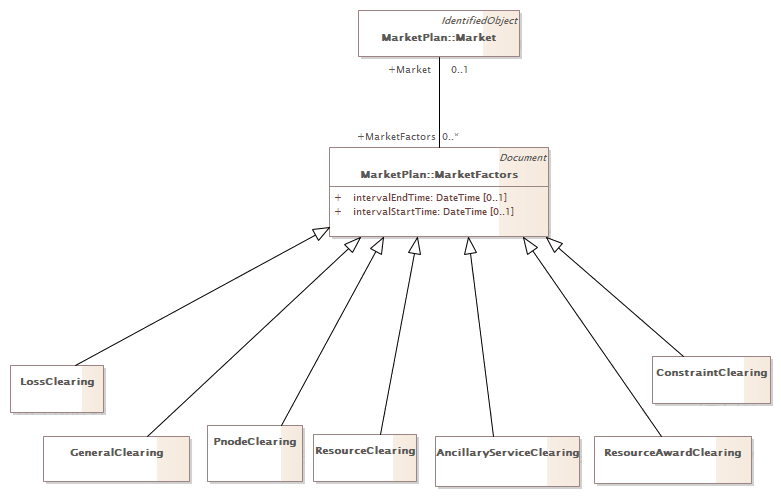 IdentifiedObject
MarketPlan::Market
+Market 0..1
+MarketFactors 0..*
Document
MarketPlan::MarketFactors
+ intervalEndTime: DateTime [0..1]
+ intervalStartTime: DateTime [0..1]
LossClearing
GeneralClearing
PnodeClearing
ResourceClearing
AncillaryServiceClearing
ResourceAwardClearing
ConstraintClearing